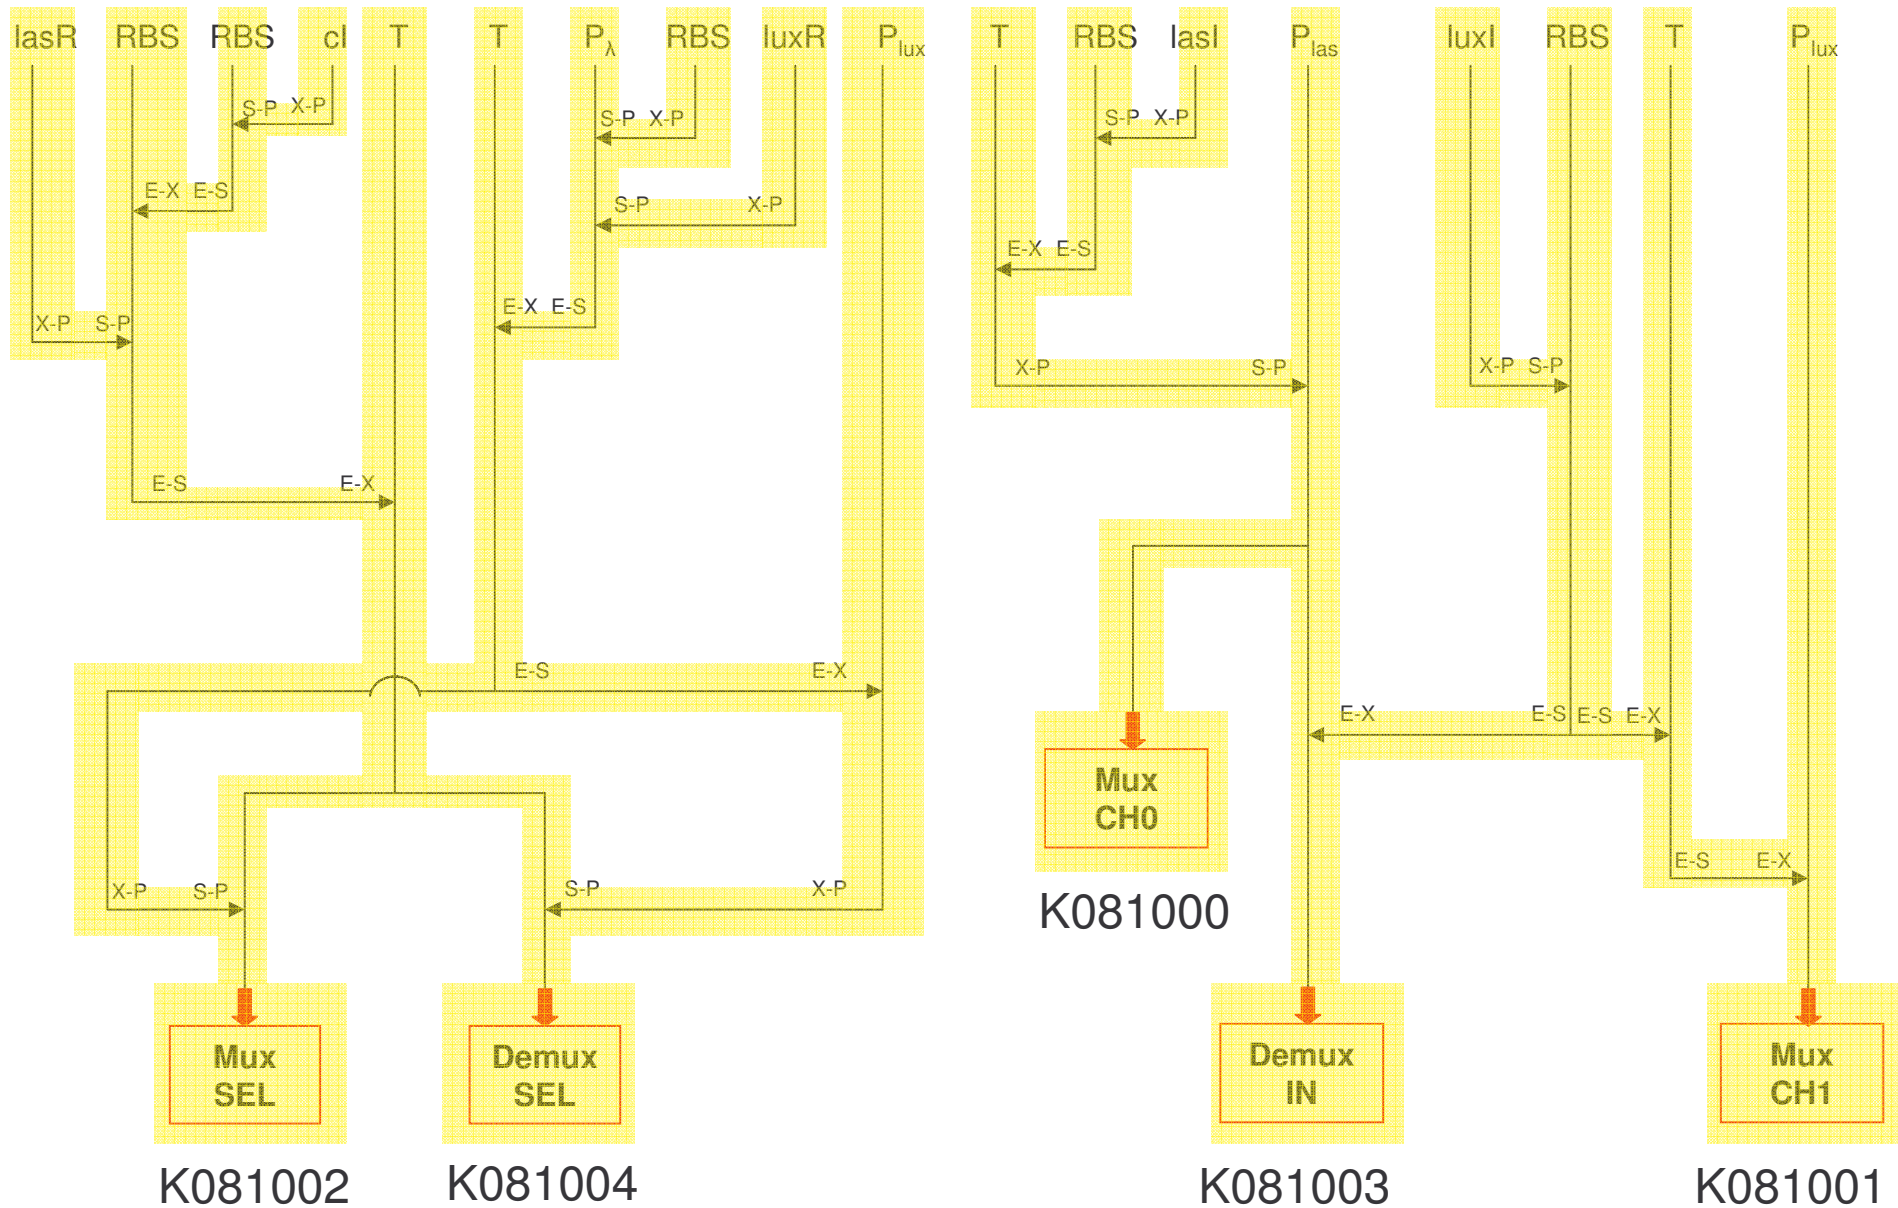 lasR RBS RBS cI T T Pλ RBS luxR Plux T RBS lasI Plas luxI RBS T Plux
S-P X-P
S-P X-P
S-P X-P
E-X E-S
S-P X-P
E-X E-S
E-X E-S
X-P S-P
X-P S-P
X-P S-P
E-S E-X
E-S E-X
E-X E-S E-S E-X
Mux
CH0
E-S E-X
X-P S-P
S-P X-P
K081000
Mux
SEL
Demux
SEL
Demux
IN
Mux
CH1
K081002 K081004 K081003 K081001